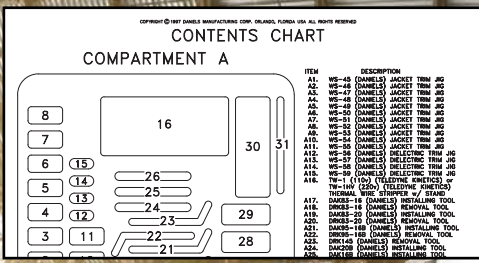 COPYRIGHT © 1997 DANIELS MANUFACTURING CORP. ORLANDO, FLORIDA USA ALL RIGHTS RESERVED
CONTENTS CHART
COMPARTMENT A
8
7
6
5
4
3
15
14
13
12
11
16
26
25
24
23
22
21
30
31
29
28
ITEM DESCRIPTION
A1. WS-45 (DANIELS) JACKET TRIM JIG
A2. WS-46 (DANIELS) JACKET TRIM JIG
A3. WS-47 (DANIELS) JACKET TRIM JIG
A4. WS-48 (DANIELS) JACKET TRIM JIG
A5. WS-49 (DANIELS) JACKET TRIM JIG
A6. WS-50 (DANIELS) JACKET TRIM JIG
A7. WS-51 (DANIELS) JACKET TRIM JIG
A8. WS-52 (DANIELS) JACKET TRIM JIG
A9. WS-53 (DANIELS) JACKET TRIM JIG
A10. WS-54 (DANIELS) JACKET TRIM JIG
A11. WS-55 (DANIELS) JACKET TRIM JIG
A12. WS-56 (DANIELS) DIELECTRIC TRIM JIG
A13. WS-57 (DANIELS) DIELECTRIC TRIM JIG
A14. WS-58 (DANIELS) DIELECTRIC TRIM JIG
A15. WS-59 (DANIELS) DIELECTRIC TRIM JIG
A16. TW-1 (110v) (TELEDYNE KINETICS) or
TW-1HV (220v) (TELEDYNE KINETICS)
THERMAL WIRE STRIPPER w/ STAND
A17. DAK83-16 (DANIELS) INSTALLING TOOL
A18. DRK83-16 (DANIELS) REMOVAL TOOL
A19. DAK83-20 (DANIELS) INSTALLING TOOL
A20. DRK83-20 (DANIELS) REMOVAL TOOL
A21. DAK95-16B (DANIELS) INSTALLING TOOL
A22. DRK95-16B (DANIELS) REMOVAL TOOL
A23. DRK145 (DANIELS) REMOVAL TOOL
A24. DAK20B (DANIELS) INSTALLING TOOL
A25. DAK16B (DANIELS) INSTALLING TOOL